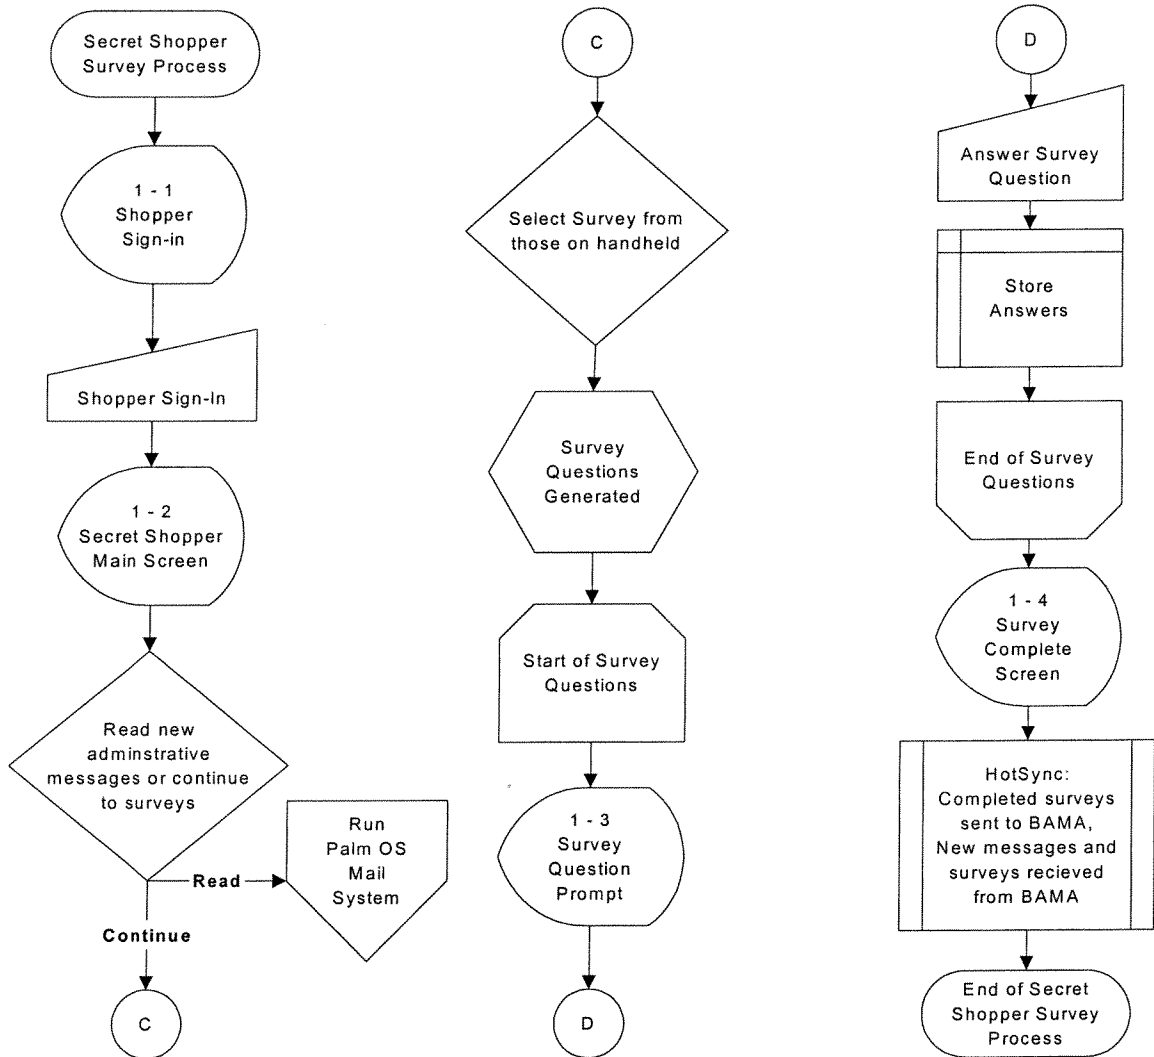 Secret Shopper
Survey Process
1 - 1
Shopper
Sign-in
Shopper Sign-In
1 - 2
Secret Shopper
Main Screen
Read new
adminstrative
messages or continue
to surveys
Read
Run
Palm OS
Mail
System
Continue
C
C
Select Survey from
those on handheld
Survey
Questions
Generated
Start of Survey
Questions
1 - 3
Survey
Question
Prompt
D
D
Answer Survey
Question
Store
Answers
End of Survey
Questions
1 - 4
Survey
Complete
Screen
HotSync:
Completed surveys
sent to BAMA,
New messages and
surveys recieved
from BAMA
End of Secret
Shopper Survey
Process